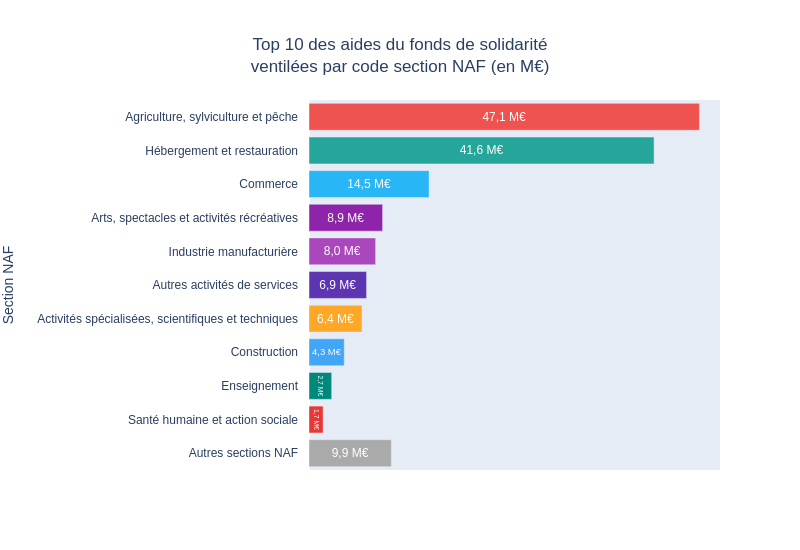 Top 10 des aides du fonds de solidarité
ventilées par code section NAF (en M€)
Section NAF
Agriculture, sylviculture et pêche 47,1 M€
Hébergement et restauration 41,6 M€
Commerce 14,5 M€
Arts, spectacles et activités récréatives 8,9 M€
Industrie manufacturière 8,0 M€
Autres activités de services 6,9 M€
Activités spécialisées, scientifiques et techniques 6,4 M€
Construction 4,3 M€
Enseignement 2,7 M€
Santé humaine et action sociale 1,7 M€
Autres sections NAF 9,9 M€